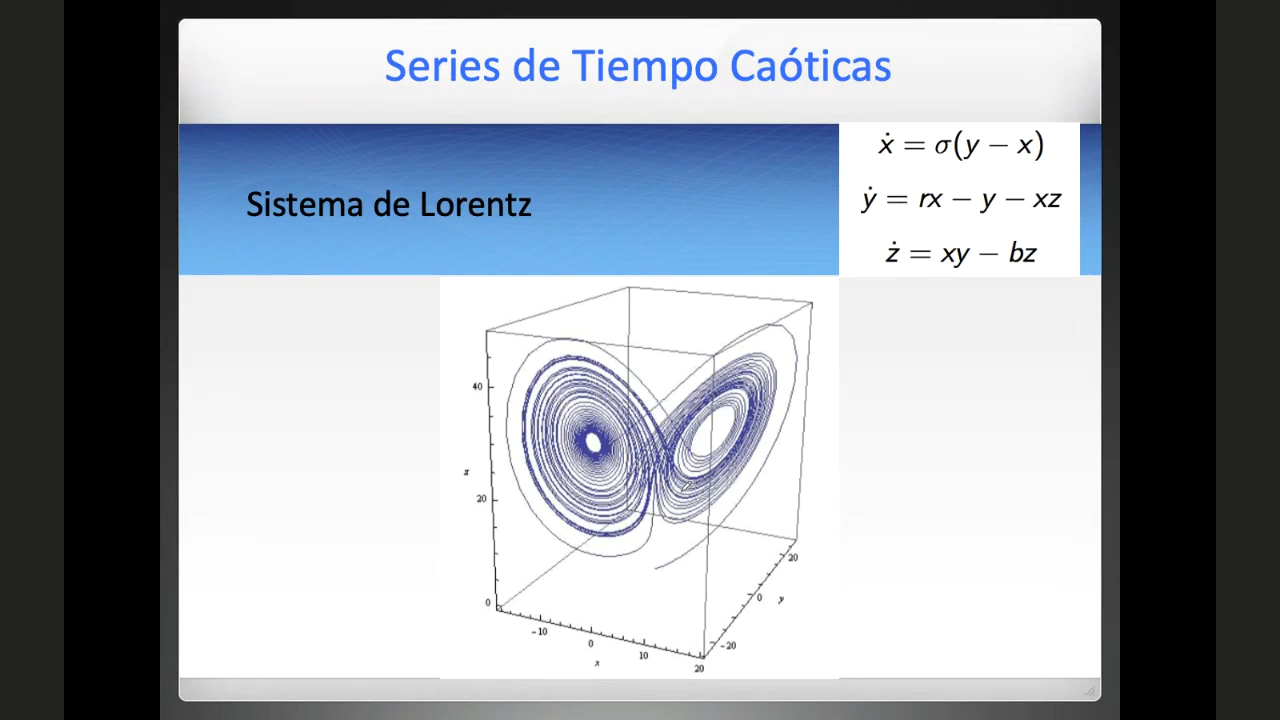 Series de Tiempo Caóticas
Sistema de Lorentz
ẋ = σ(y − x)
ẏ = rx − y − xz
ż = xy − bz
40
z
20
0
−10
0
10
20
x
−20
0
20
y